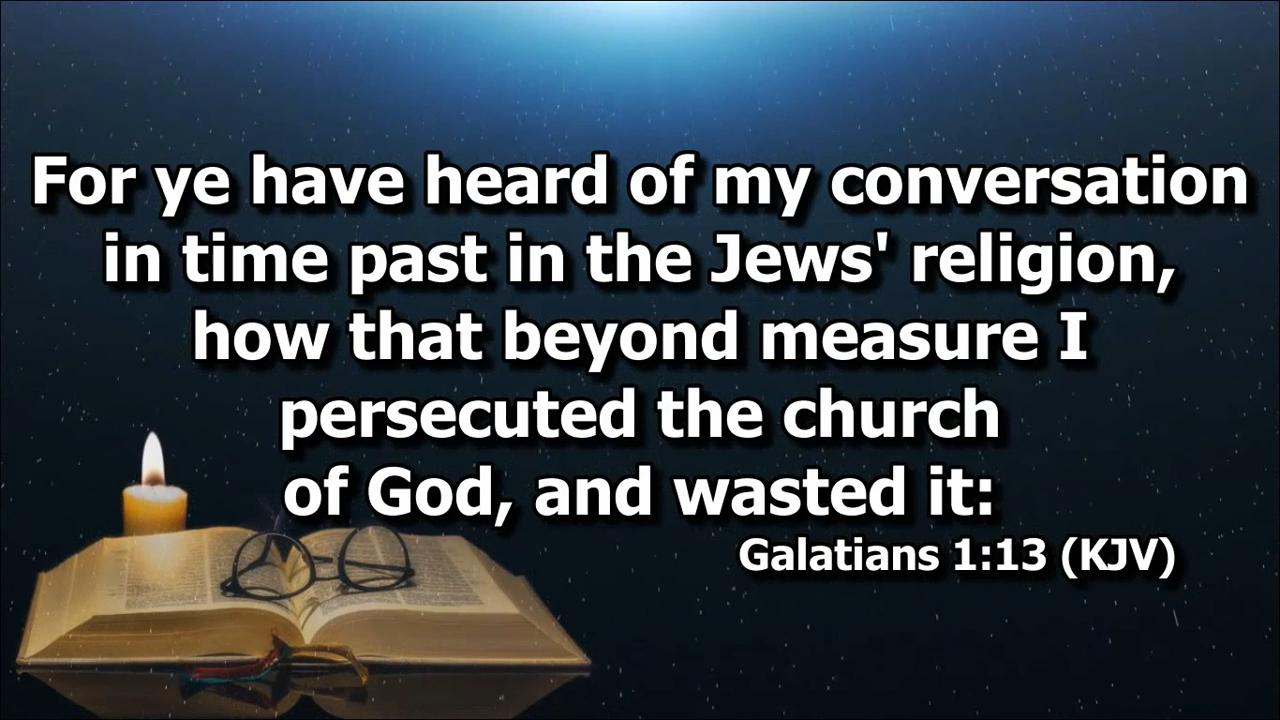 For ye have heard of my conversation
in time past in the Jews' religion,
how that beyond measure I
persecuted the church
of God, and wasted it:
Galatians 1:13 (KJV)